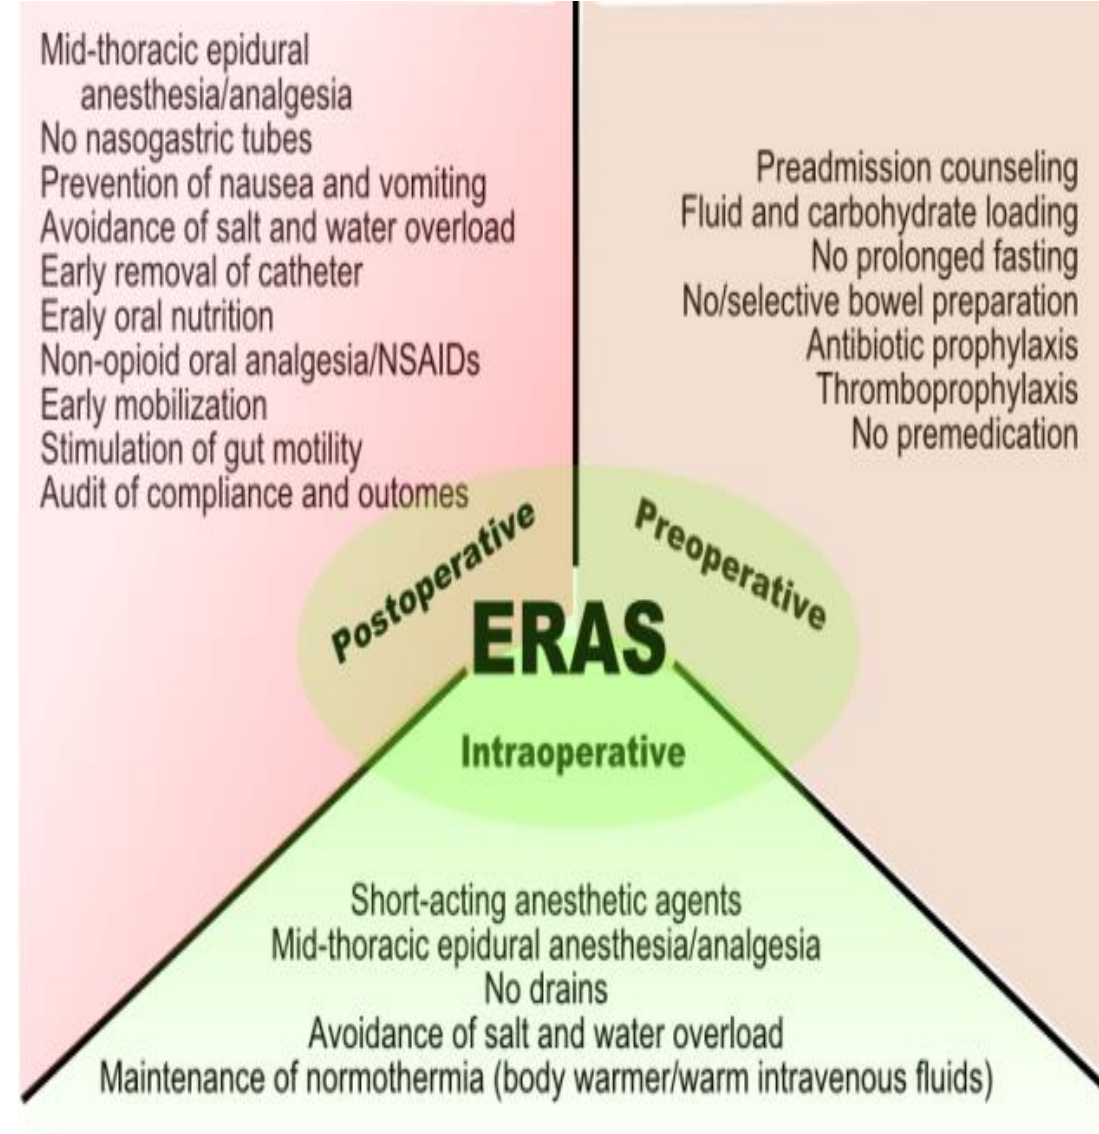 Mid-thoracic epidural
anesthesia/analgesia
No nasogastric tubes
Prevention of nausea and vomiting
Avoidance of salt and water overload
Early removal of catheter
Eraly oral nutrition
Non-opioid oral analgesia/NSAIDs
Early mobilization
Stimulation of gut motility
Audit of compliance and outomes
Preadmission counseling
Fluid and carbohydrate loading
No prolonged fasting
No/selective bowel preparation
Antibiotic prophylaxis
Thromboprophylaxis
No premedication
Postoperative
Preoperative
ERAS
Intraoperative
Short-acting anesthetic agents
Mid-thoracic epidural anesthesia/analgesia
No drains
Avoidance of salt and water overload
Maintenance of normothermia (body warmer/warm intravenous fluids)